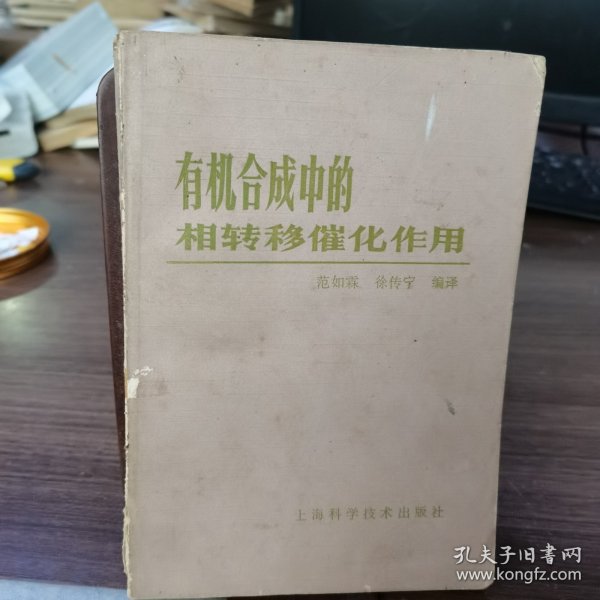 有机合成中的
相转移催化作用
范如霖 徐传宁 编译
上海科学技术出版社
孔夫子旧书网
www.kongfz.com